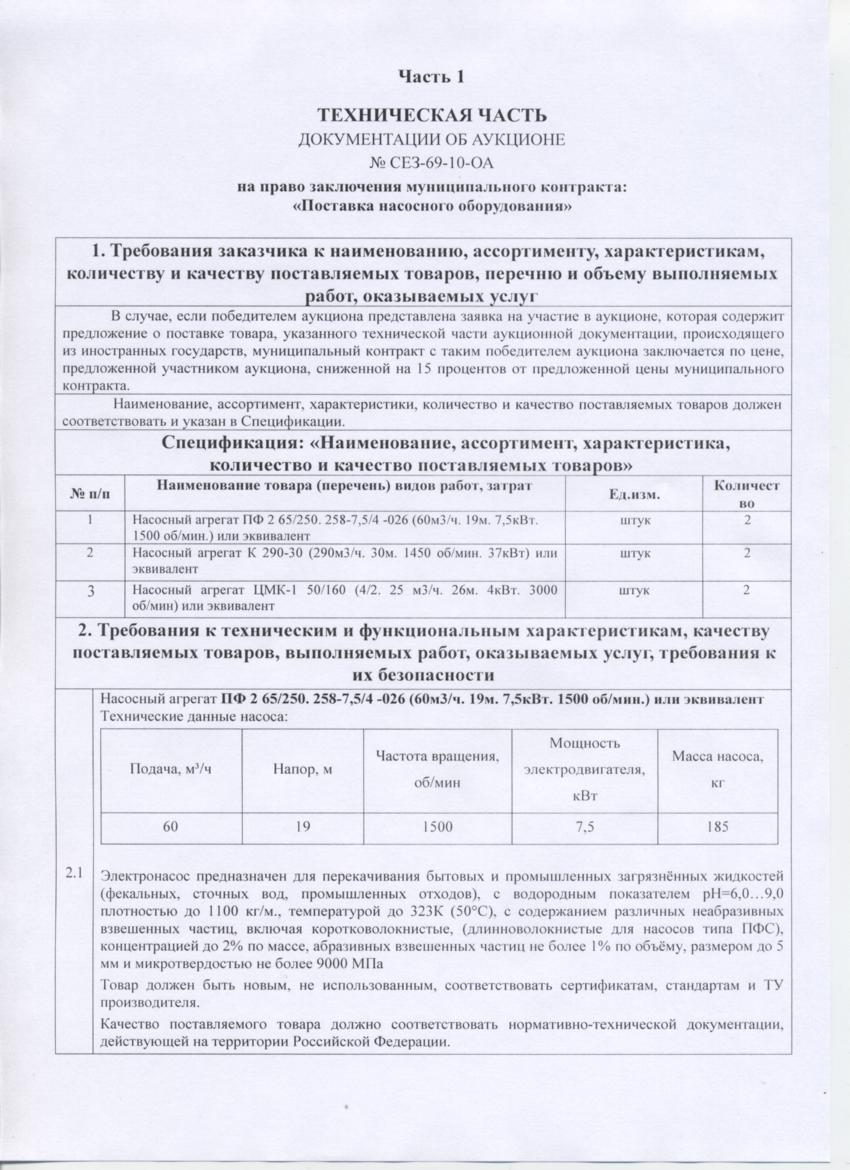 Часть 1
ТЕХНИЧЕСКАЯ ЧАСТЬ
ДОКУМЕНТАЦИИ ОБ АУКЦИОНЕ
№ СЕЗ-69-10-ОА
на право заключения муниципального контракта:
«Поставка насосного оборудования»
1. Требования заказчика к наименованию, ассортименту, характеристикам,
количеству и качеству поставляемых товаров, перечню и объему выполняемых
работ, оказываемых услуг
В случае, если победителем аукциона представлена заявка на участие в аукционе, которая содержит
предложение о поставке товара, указанного технической части аукционной документации, происходящего
из иностранных государств, муниципальный контракт с таким победителем аукциона заключается по цене,
предложенной участником аукциона, сниженной на 15 процентов от предложенной цены муниципального
контракта.
Наименование, ассортимент, характеристики, количество и качество поставляемых товаров должен
соответствовать и указан в Спецификации.
Спецификация: «Наименование, ассортимент, характеристика,
количество и качество поставляемых товаров»
№ п/п
Наименование товара (перечень) видов работ, затрат
Ед.изм.
Количест
во
1
Насосный агрегат ПФ 2 65/250. 258-7,5/4 -026 (60м3/ч. 19м. 7,5кВт.
1500 об/мин.) или эквивалент
штук
2
2
Насосный агрегат К 290-30 (290м3/ч. 30м. 1450 об/мин. 37кВт) или
эквивалент
штук
2
3
Насосный агрегат ЦМК-1 50/160 (4/2. 25 м3/ч. 26м. 4кВт. 3000
об/мин) или эквивалент
штук
2
2. Требования к техническим и функциональным характеристикам, качеству
поставляемых товаров, выполняемых работ, оказываемых услуг, требования к
их безопасности
2.1
Насосный агрегат ПФ 2 65/250. 258-7,5/4 -026 (60м3/ч. 19м. 7,5кВт. 1500 об/мин.) или эквивалент
Технические данные насоса:
Подача, м³/ч
Напор, м
Частота вращения,
об/мин
Мощность
электродвигателя,
кВт
Масса насоса,
кг
60
19
1500
7,5
185
Электронасос предназначен для перекачивания бытовых и промышленных загрязнённых жидкостей
(фекальных, сточных вод, промышленных отходов), с водородным показателем pH=6,0…9,0
плотностью до 1100 кг/м., температурой до 323К (50°С), с содержанием различных неабразивных
взвешенных частиц, включая коротковолокнистые, (длинноволокнистые для насосов типа ПФС),
концентрацией до 2% по массе, абразивных взвешенных частиц не более 1% по объёму, размером до 5
мм и микротвердостью не более 9000 МПа
Товар должен быть новым, не использованным, соответствовать сертификатам, стандартам и ТУ
производителя.
Качество поставляемого товара должно соответствовать нормативно-технической документации,
действующей на территории Российской Федерации.